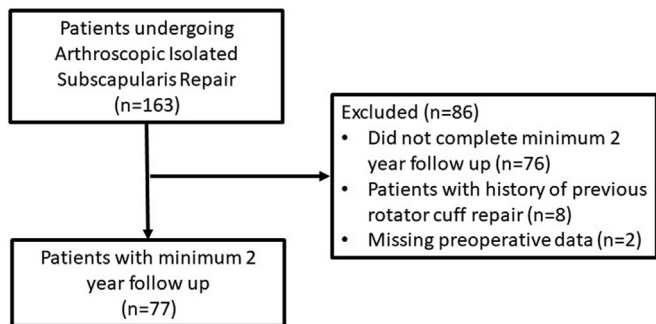 Patients undergoing
Arthroscopic Isolated
Subscapularis Repair
(n=163)
Excluded (n=86)
• Did not complete minimum 2
year follow up (n=76)
• Patients with history of previous
rotator cuff repair (n=8)
• Missing preoperative data (n=2)
Patients with minimum 2
year follow up
(n=77)